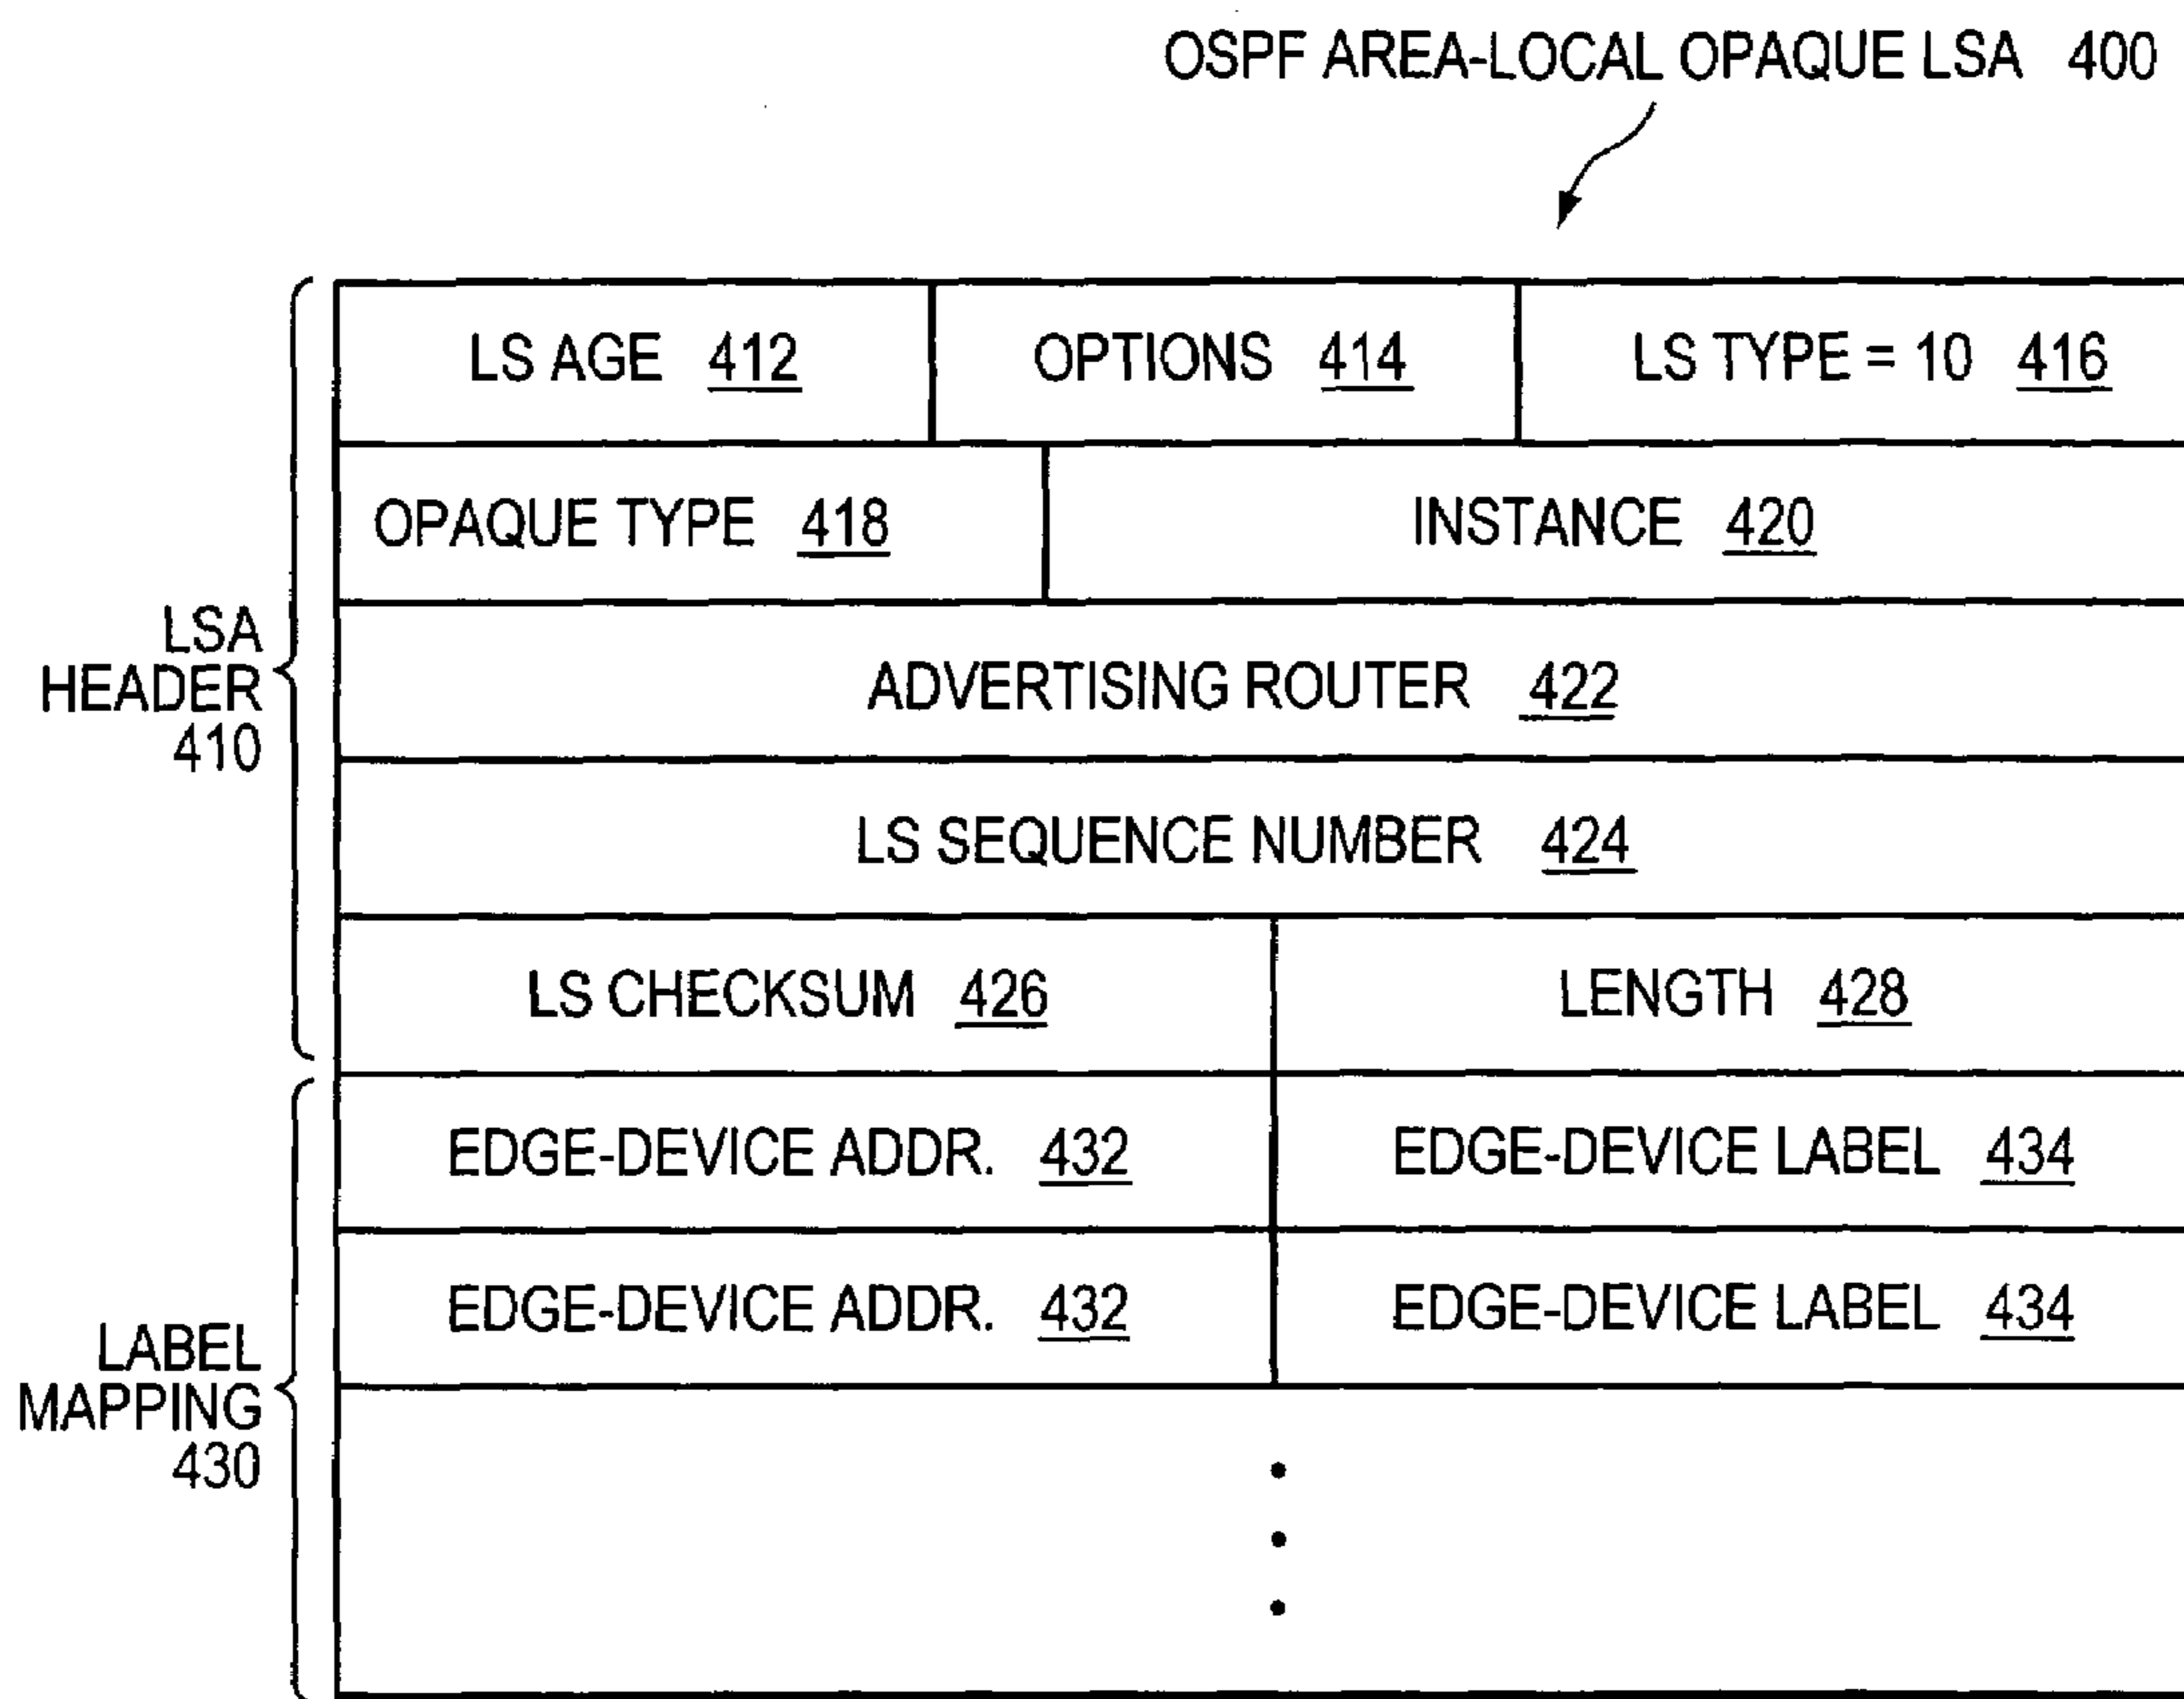 OSPF AREA-LOCAL OPAQUE LSA 400
LS AGE 412
OPTIONS 414
LS TYPE = 10 416
OPAQUE TYPE 418
INSTANCE 420
LSA
HEADER
410
ADVERTISING ROUTER 422
LS SEQUENCE NUMBER 424
LS CHECKSUM 426
LENGTH 428
EDGE-DEVICE ADDR. 432
EDGE-DEVICE LABEL 434
EDGE-DEVICE ADDR. 432
EDGE-DEVICE LABEL 434
LABEL
MAPPING
430